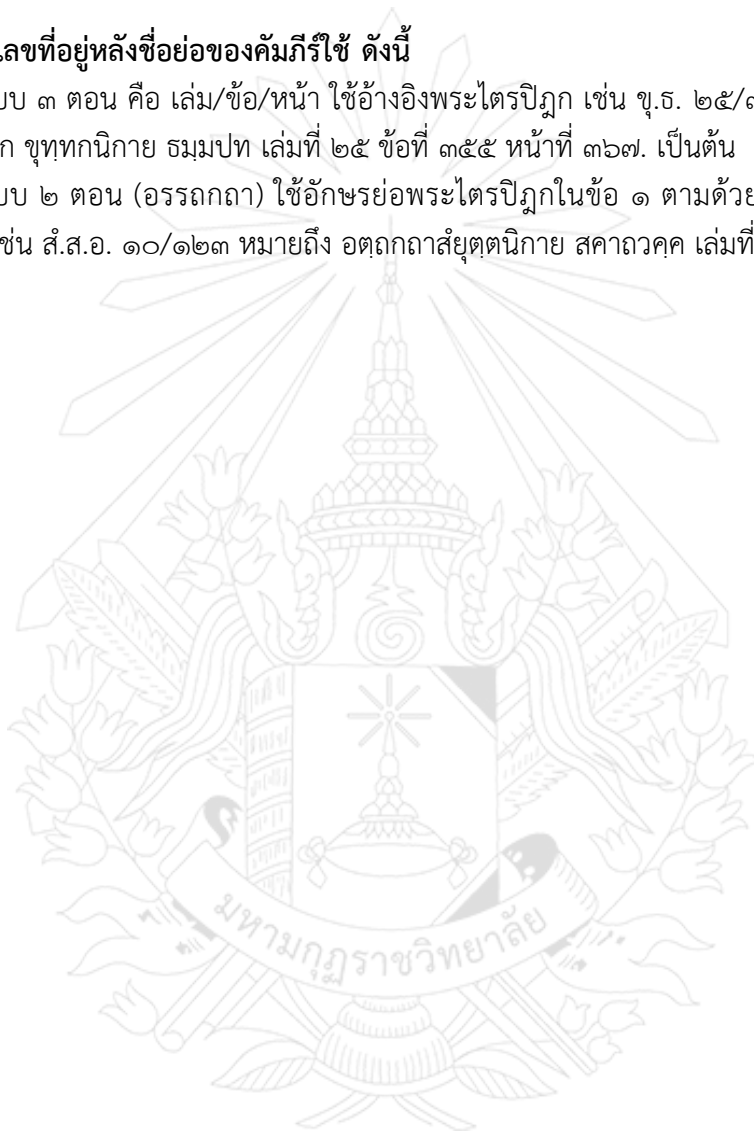 เลขที่อยู่หลังชื่อย่อของคัมภีร์ใช้ ดังนี้
บบ ๓ ตอน คือ เล่ม/ข้อ/หน้า ใช้อ้างอิงพระไตรปิฎก เช่น ขุ.ธ. ๒๕/
ก ขุทฺทกนิกาย ธมฺมปท เล่มที่ ๒๕ ข้อที่ ๓๕๕ หน้าที่ ๓๖๗. เป็นต้น
บบ ๒ ตอน (อรรถกถา) ใช้อักษรย่อพระไตรปิฎกในข้อ ๑ ตามด้วย
ช่น สํ.ส.อ. ๑๐/๑๒๓ หมายถึง อตฺถกถาสํยุตฺตนิกาย สคาถวคฺค เล่มที่
มหามกุฏราชวิทยาลัย